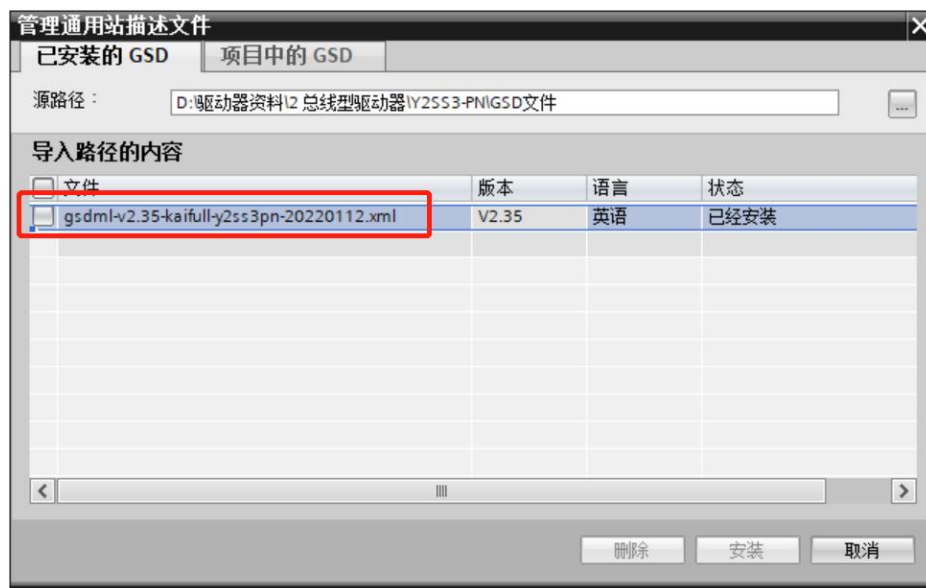 管理通用站描述文件
已安装的 GSD 项目中的 GSD
源路径： D:\驱动器资料\2 总线型驱动器\Y2SS3-PN\GSD文件 ...
导入路径的内容
文件 版本 语言 状态
gsdml-v2.35-kaifull-y2ss3pn-20220112.xml V2.35 英语 已经安装
删除 安装 取消